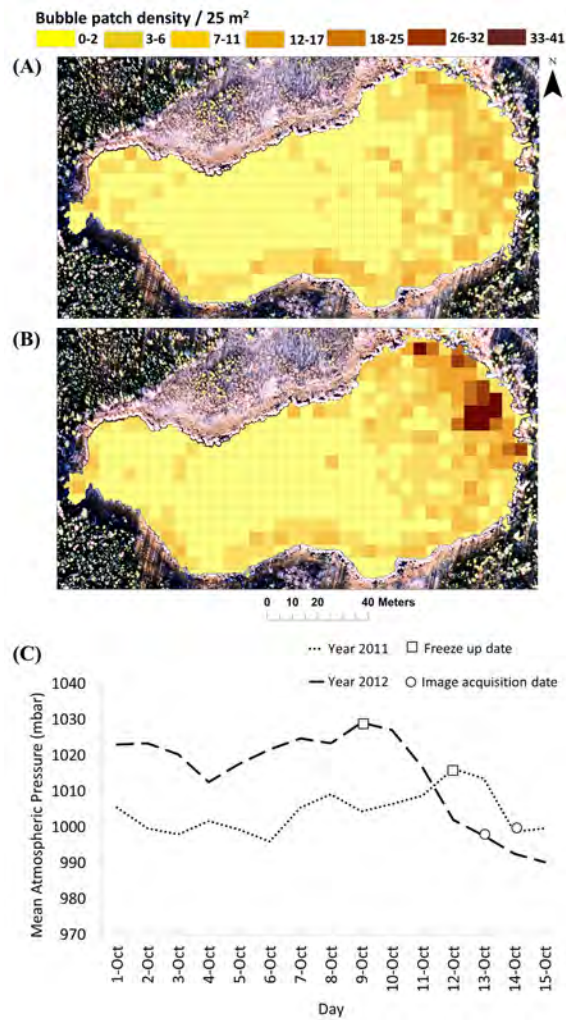 Bubble patch density / 25 m²
0-2 3-6 7-11 12-17 18-25 26-32 33-41
(A)
N
(B)
0 10 20 40 Meters
(C)
Year 2011 Freeze up date
Year 2012 Image acquisition date
1040
1030
1020
1010
1000
990
980
970
Mean Atmospheric Pressure (mbar)
1-Oct 2-Oct 3-Oct 4-Oct 5-Oct 6-Oct 7-Oct 8-Oct 9-Oct 10-Oct 11-Oct 12-Oct 13-Oct 14-Oct 15-Oct
Day